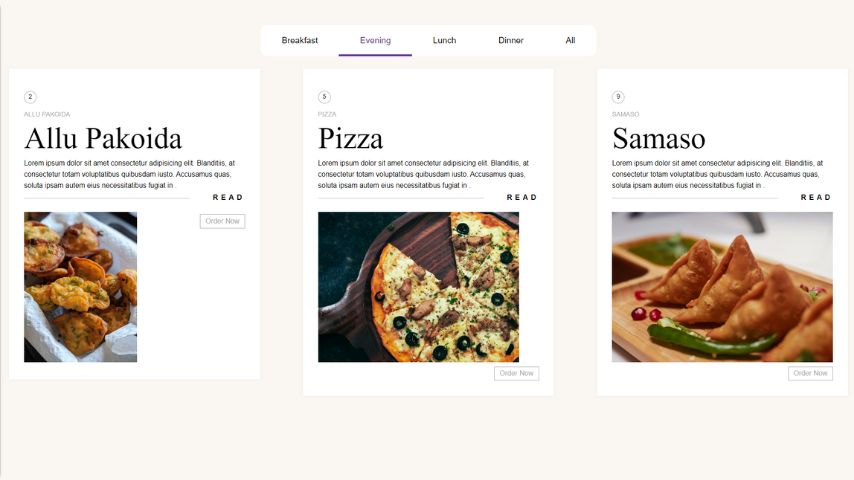 Breakfast Evening Lunch Dinner All
2
ALLU PAKOIDA
Allu Pakoida
Lorem ipsum dolor sit amet consectetur adipisicing elit. Blanditiis, at
consectetur totam voluptatibus quibusdam iusto. Accusamus quas,
soluta ipsam autem eius necessitatibus fugiat in .
READ
Order Now
5
PIZZA
Pizza
Lorem ipsum dolor sit amet consectetur adipisicing elit. Blanditiis, at
consectetur totam voluptatibus quibusdam iusto. Accusamus quas,
soluta ipsam autem eius necessitatibus fugiat in .
READ
Order Now
9
SAMASO
Samaso
Lorem ipsum dolor sit amet consectetur adipisicing elit. Blanditiis, at
consectetur totam voluptatibus quibusdam iusto. Accusamus quas,
soluta ipsam autem eius necessitatibus fugiat in .
READ
Order Now